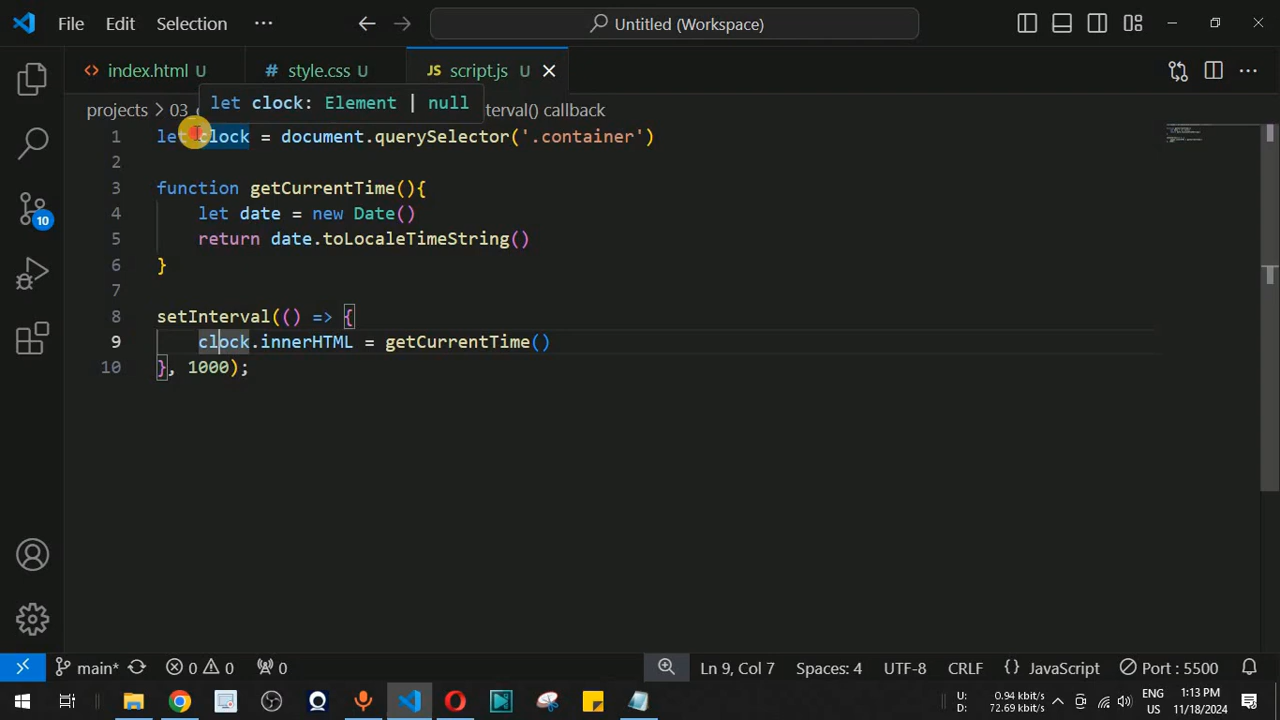 File Edit Selection ··· Untitled (Workspace)
index.html U # style.css U JS script.js U
let clock: Element | null
projects > 03_ nterval() callback
1 let clock = document.querySelector('.container')
2
3 function getCurrentTime(){
4 let date = new Date()
5 return date.toLocaleTimeString()
6 }
7
8 setInterval(() => {
9 clock.innerHTML = getCurrentTime()
10 }, 1000);
10
main* 0 0 0 Ln 9, Col 7 Spaces: 4 UTF-8 CRLF {} JavaScript Port : 5500
U: 0.94 kbit/s ENG 1:13 PM
D: 72.69 kbit/s US 11/18/2024